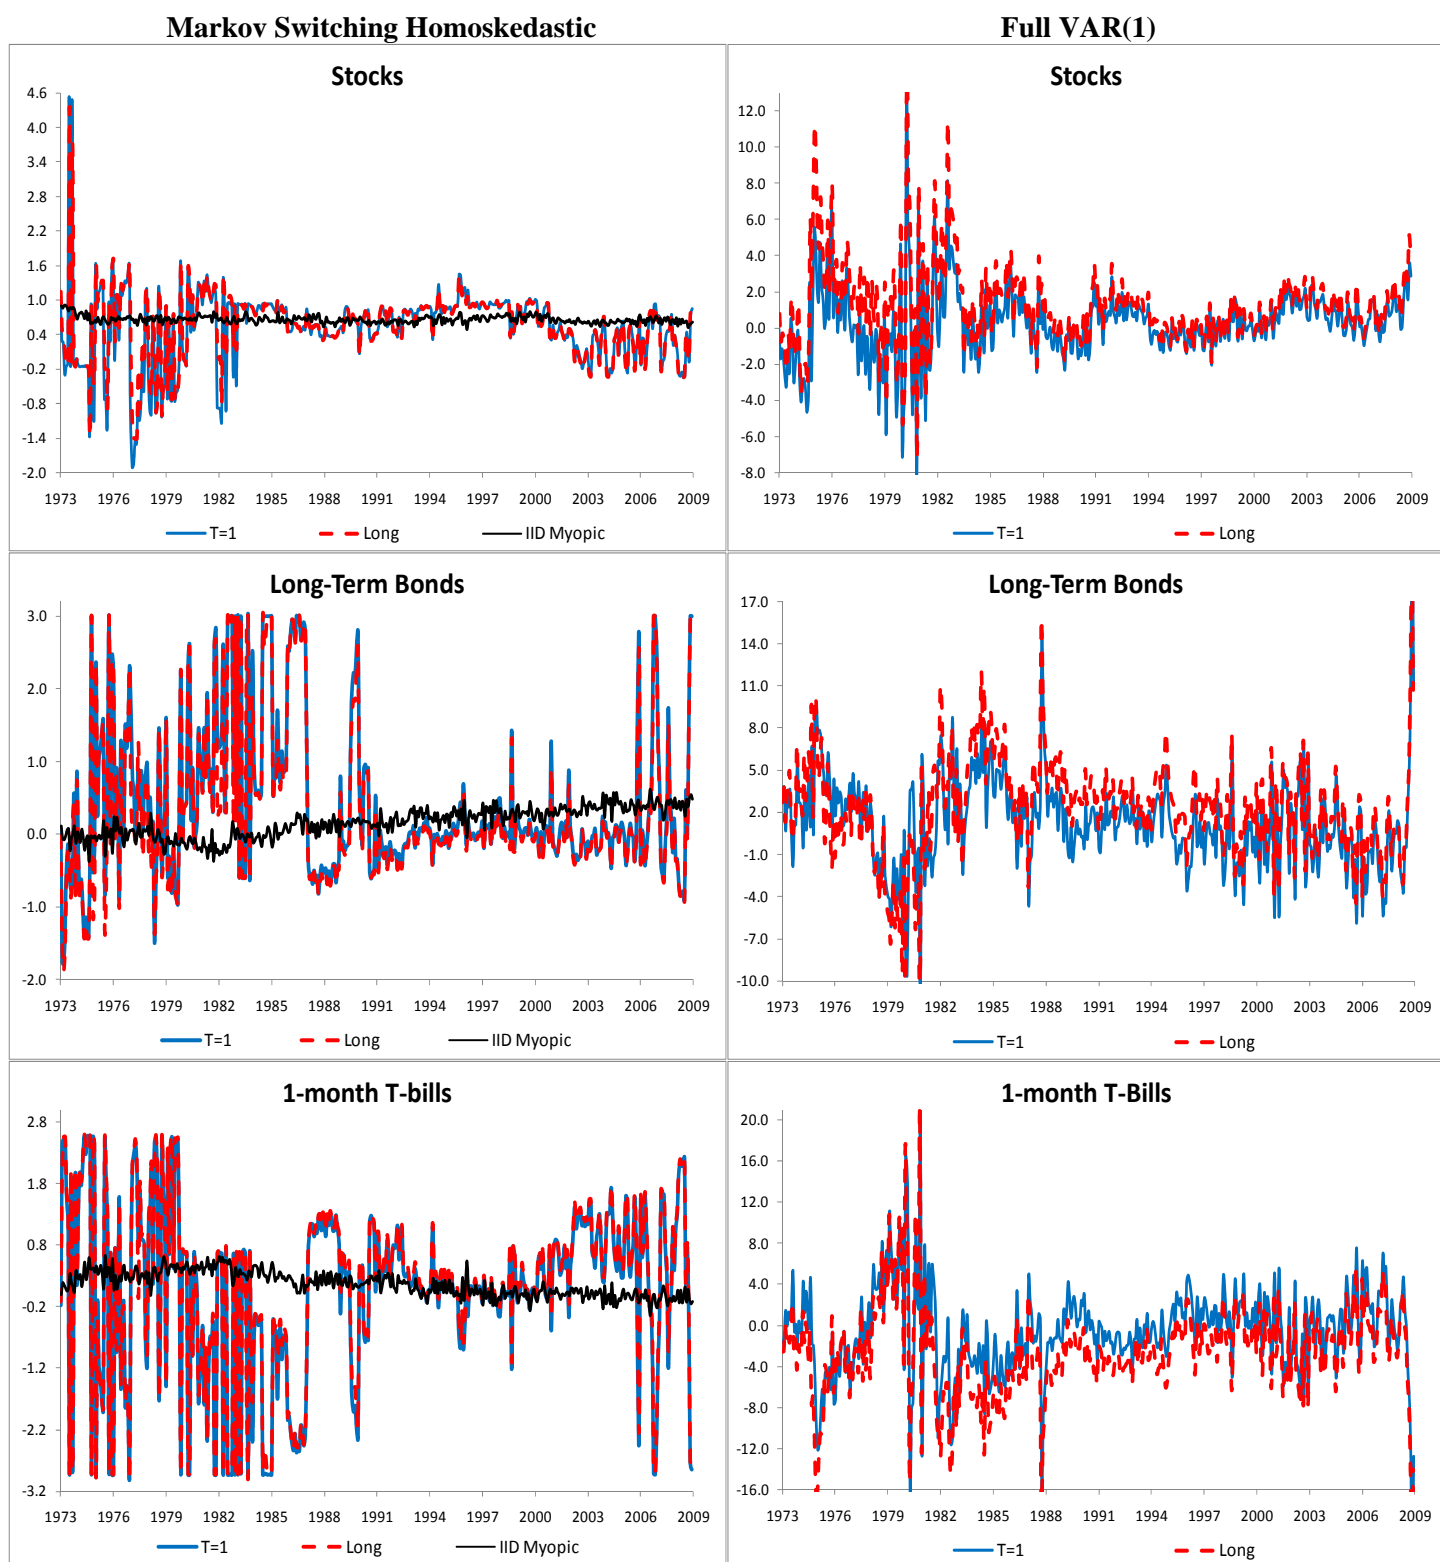 Markov Switching Homoskedastic
Full VAR(1)
Stocks
4.6
4.0
3.4
2.8
2.2
1.6
1.0
0.4
-0.2
-0.8
-1.4
-2.0
1973 1976 1979 1982 1985 1988 1991 1994 1997 2000 2003 2006 2009
T=1 Long IID Myopic
Stocks
12.0
10.0
8.0
6.0
4.0
2.0
0.0
-2.0
-4.0
-6.0
-8.0
1973 1976 1979 1982 1985 1988 1991 1994 1997 2000 2003 2006 2009
T=1 Long
Long-Term Bonds
3.0
2.0
1.0
0.0
-1.0
-2.0
1973 1976 1979 1982 1985 1988 1991 1994 1997 2000 2003 2006 2009
T=1 Long IID Myopic
Long-Term Bonds
17.0
14.0
11.0
8.0
5.0
2.0
-1.0
-4.0
-7.0
-10.0
1973 1976 1979 1982 1985 1988 1991 1994 1997 2000 2003 2006 2009
T=1 Long
1-month T-bills
2.8
1.8
0.8
-0.2
-1.2
-2.2
-3.2
1973 1976 1979 1982 1985 1988 1991 1994 1997 2000 2003 2006 2009
T=1 Long IID Myopic
1-month T-Bills
20.0
16.0
12.0
8.0
4.0
0.0
-4.0
-8.0
-12.0
-16.0
1973 1976 1979 1982 1985 1988 1991 1994 1997 2000 2003 2006 2009
T=1 Long